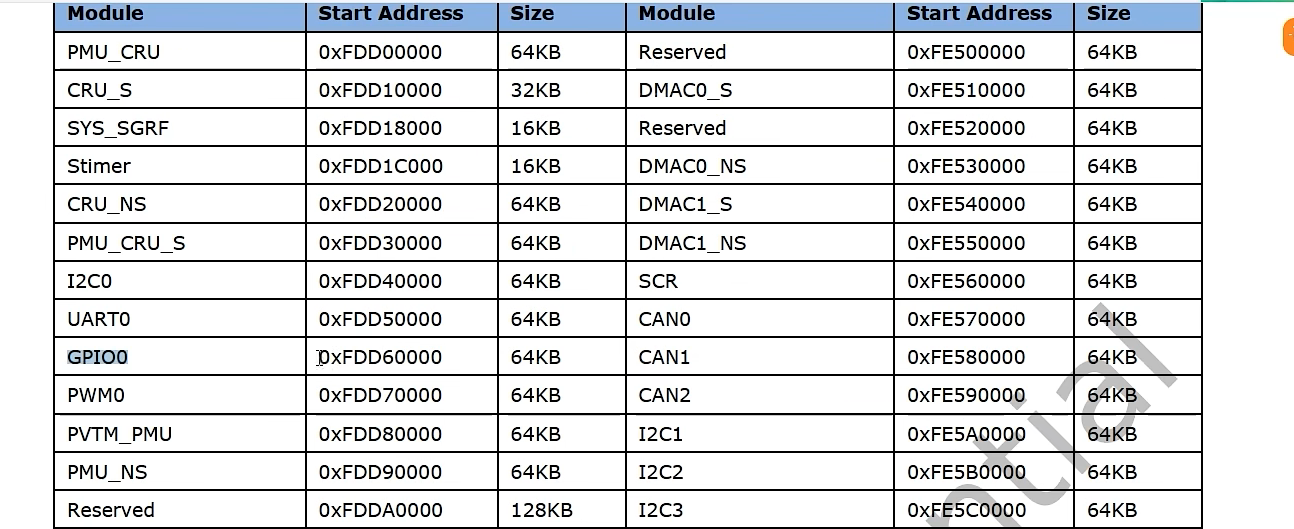 Module Start Address Size Module Start Address Size
PMU_CRU 0xFDD00000 64KB Reserved 0xFE500000 64KB
CRU_S 0xFDD10000 32KB DMAC0_S 0xFE510000 64KB
SYS_SGRF 0xFDD18000 16KB Reserved 0xFE520000 64KB
Stimer 0xFDD1C000 16KB DMAC0_NS 0xFE530000 64KB
CRU_NS 0xFDD20000 64KB DMAC1_S 0xFE540000 64KB
PMU_CRU_S 0xFDD30000 64KB DMAC1_NS 0xFE550000 64KB
I2C0 0xFDD40000 64KB SCR 0xFE560000 64KB
UART0 0xFDD50000 64KB CAN0 0xFE570000 64KB
GPIO0 0xFDD60000 64KB CAN1 0xFE580000 64KB
PWM0 0xFDD70000 64KB CAN2 0xFE590000 64KB
PVTM_PMU 0xFDD80000 64KB I2C1 0xFE5A0000 64KB
PMU_NS 0xFDD90000 64KB I2C2 0xFE5B0000 64KB
Reserved 0xFDDA0000 128KB I2C3 0xFE5C0000 64KB
ntial